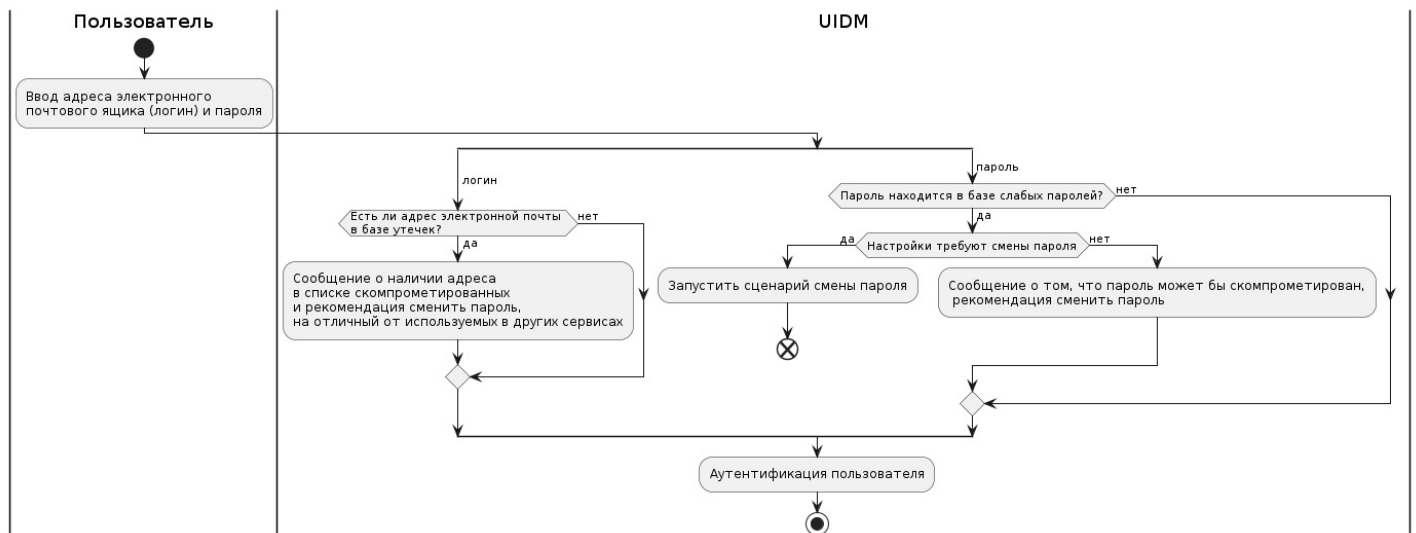 Пользователь
UIDM
Ввод адреса электронного
почтового ящика (логин) и пароля
логин
пароль
Есть ли адрес электронной почты
в базе утечек?
нет
да
Сообщение о наличии адреса
в списке скомпрометированных
и рекомендация сменить пароль,
на отличный от используемых в других сервисах
Пароль находится в базе слабых паролей?
нет
да
Настройки требуют смены пароля
да
нет
Запустить сценарий смены пароля
Сообщение о том, что пароль может бы скомпрометирован,
рекомендация сменить пароль
Аутентификация пользователя